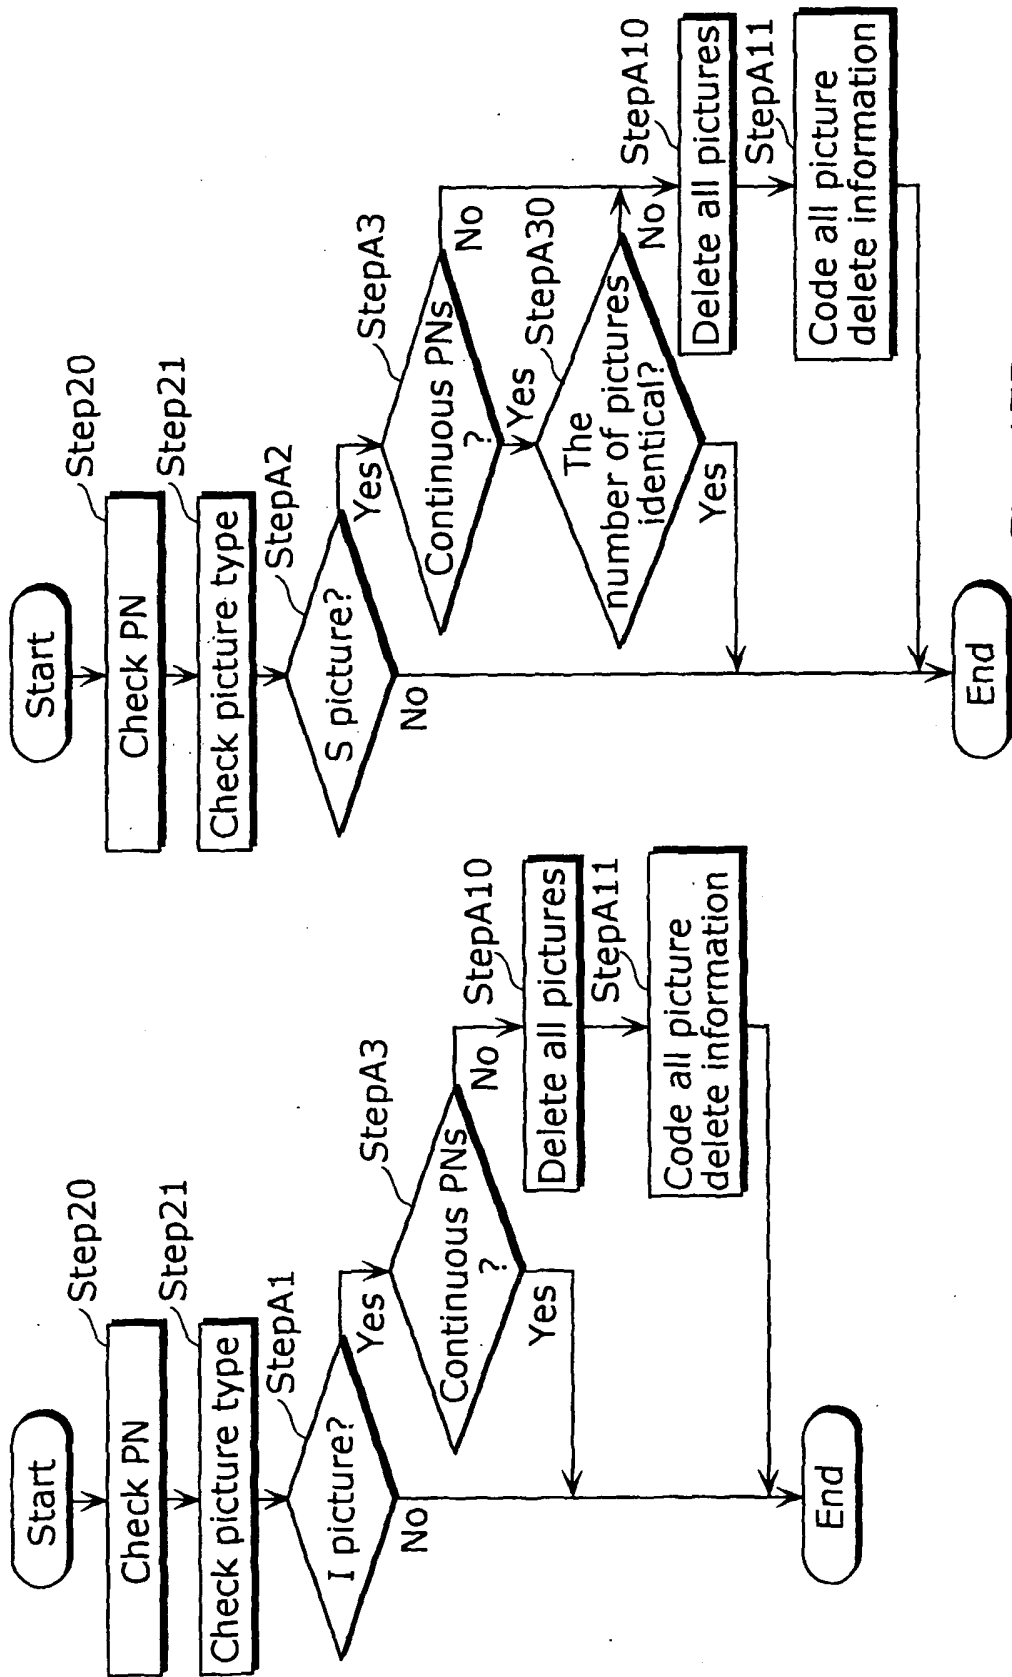 Start
Step20
Check PN
Step21
Check picture type
StepA1
I picture?
Yes
No
StepA3
Continuous PNs
?
No
Yes
StepA10
Delete all pictures
StepA11
Code all picture
delete information
End
Start
Step20
Check PN
Step21
Check picture type
StepA2
S picture?
Yes
No
StepA3
Continuous PNs
?
No
Yes
StepA30
The
number of pictures
identical?
No
Yes
StepA10
Delete all pictures
StepA11
Code all picture
delete information
End